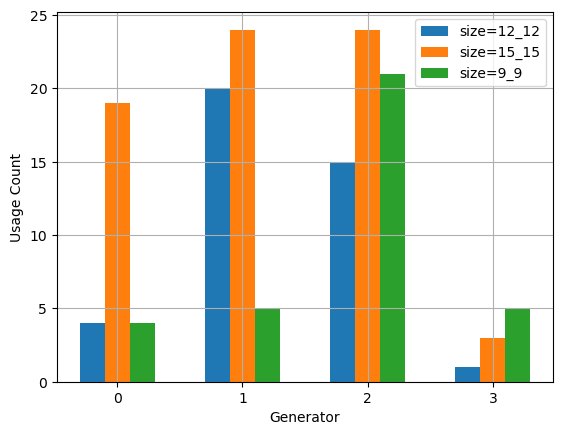 25
20
15
10
5
0
Usage Count
size=12_12
size=15_15
size=9_9
0 1 2 3
Generator